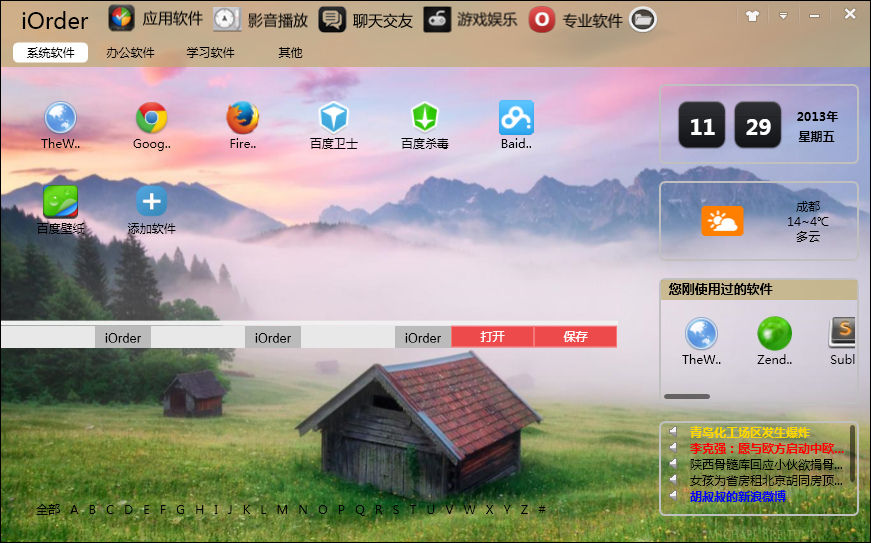 iOrder
应用软件 影音播放 聊天交友 游戏娱乐 专业软件
系统软件 办公软件 学习软件 其他
TheW.. Goog.. Fire.. 百度卫士 百度杀毒 Baid..
百度壁纸 添加软件
11 29 2013年
星期五
成都
14~4℃
多云
您刚使用过的软件
TheW.. Zend.. Subl
iOrder iOrder iOrder 打开 保存
青岛化工场区发生爆炸
李克强：愿与欧方启动中欧...
陕西骨髓库回应小伙欲捐骨...
女孩为省房租北京胡同房顶...
胡叔叔的新浪微博
全部 A B C D E F G H I J K L M N O P Q R S T U V W X Y Z #